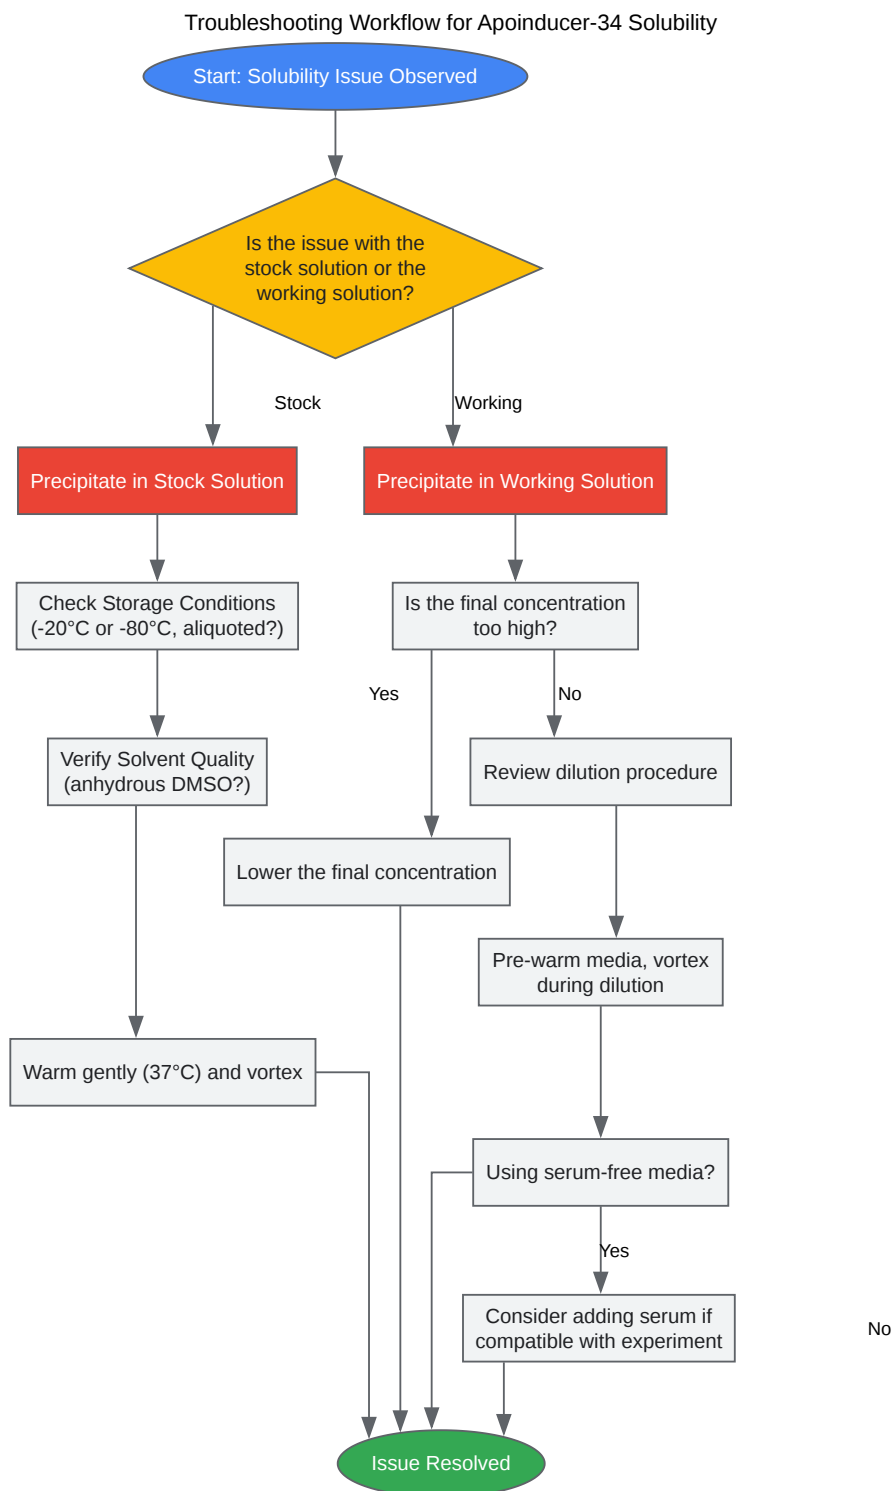 Troubleshooting Workflow for Apoinducer-34 Solubility
Start: Solubility Issue Observed
Is the issue with the
stock solution or the
working solution?
Stock
Working
Precipitate in Stock Solution
Precipitate in Working Solution
Check Storage Conditions
(-20°C or -80°C, aliquoted?)
Is the final concentration
too high?
Yes
No
Verify Solvent Quality
(anhydrous DMSO?)
Review dilution procedure
Lower the final concentration
Pre-warm media, vortex
during dilution
Warm gently (37°C) and vortex
Using serum-free media?
Yes
Consider adding serum if
compatible with experiment
No
Issue Resolved